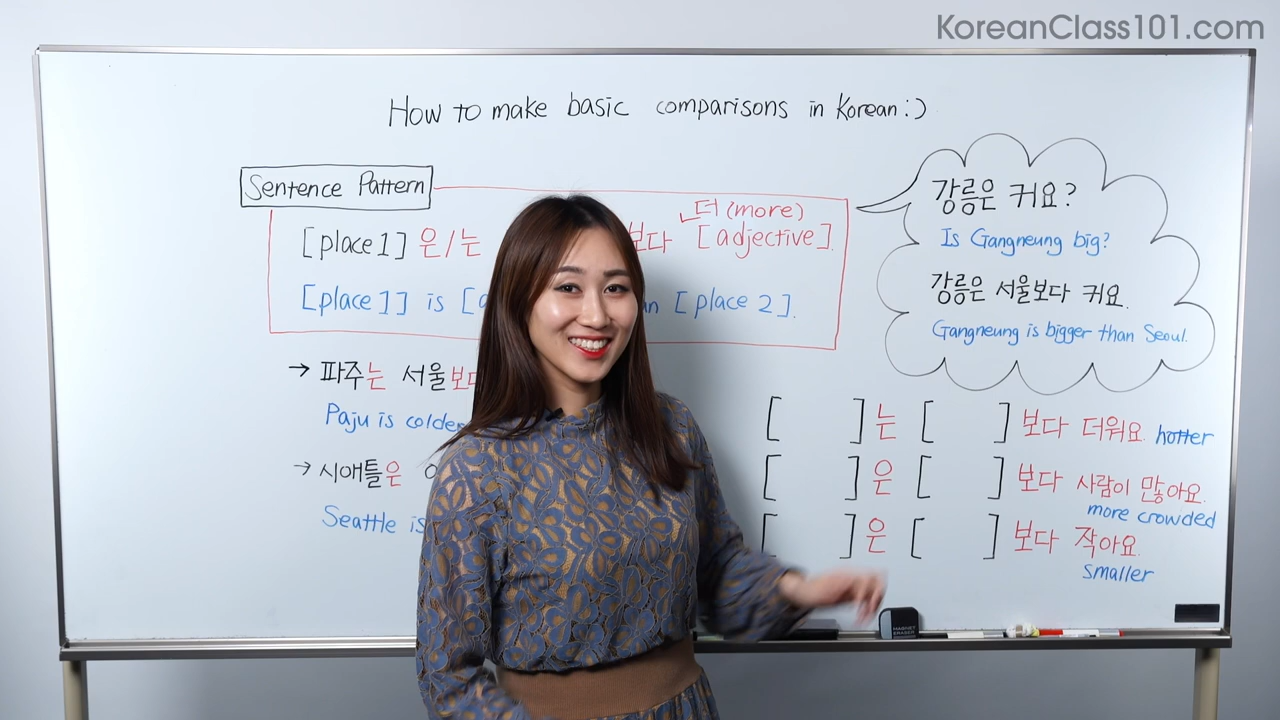 KoreanClass101.com
How to make basic comparisons in Korean:)
Sentence Pattern
더 (more)
[place 1] 은/는 보다 [adjective].
[place 1] is [ [place 2].
→ 파주는 서울보다
Paju is colder
→ 시애틀은
Seattle is
강릉은 커요?
Is Gangneung big?
강릉은 서울보다 커요.
Gangneung is bigger than Seoul.
[ ]는 [ ]보다 더워요. hotter
[ ]은 [ ]보다 사람이 많아요.
more crowded
[ ]은 [ ]보다 작아요.
smaller
MAGNET
ERASER